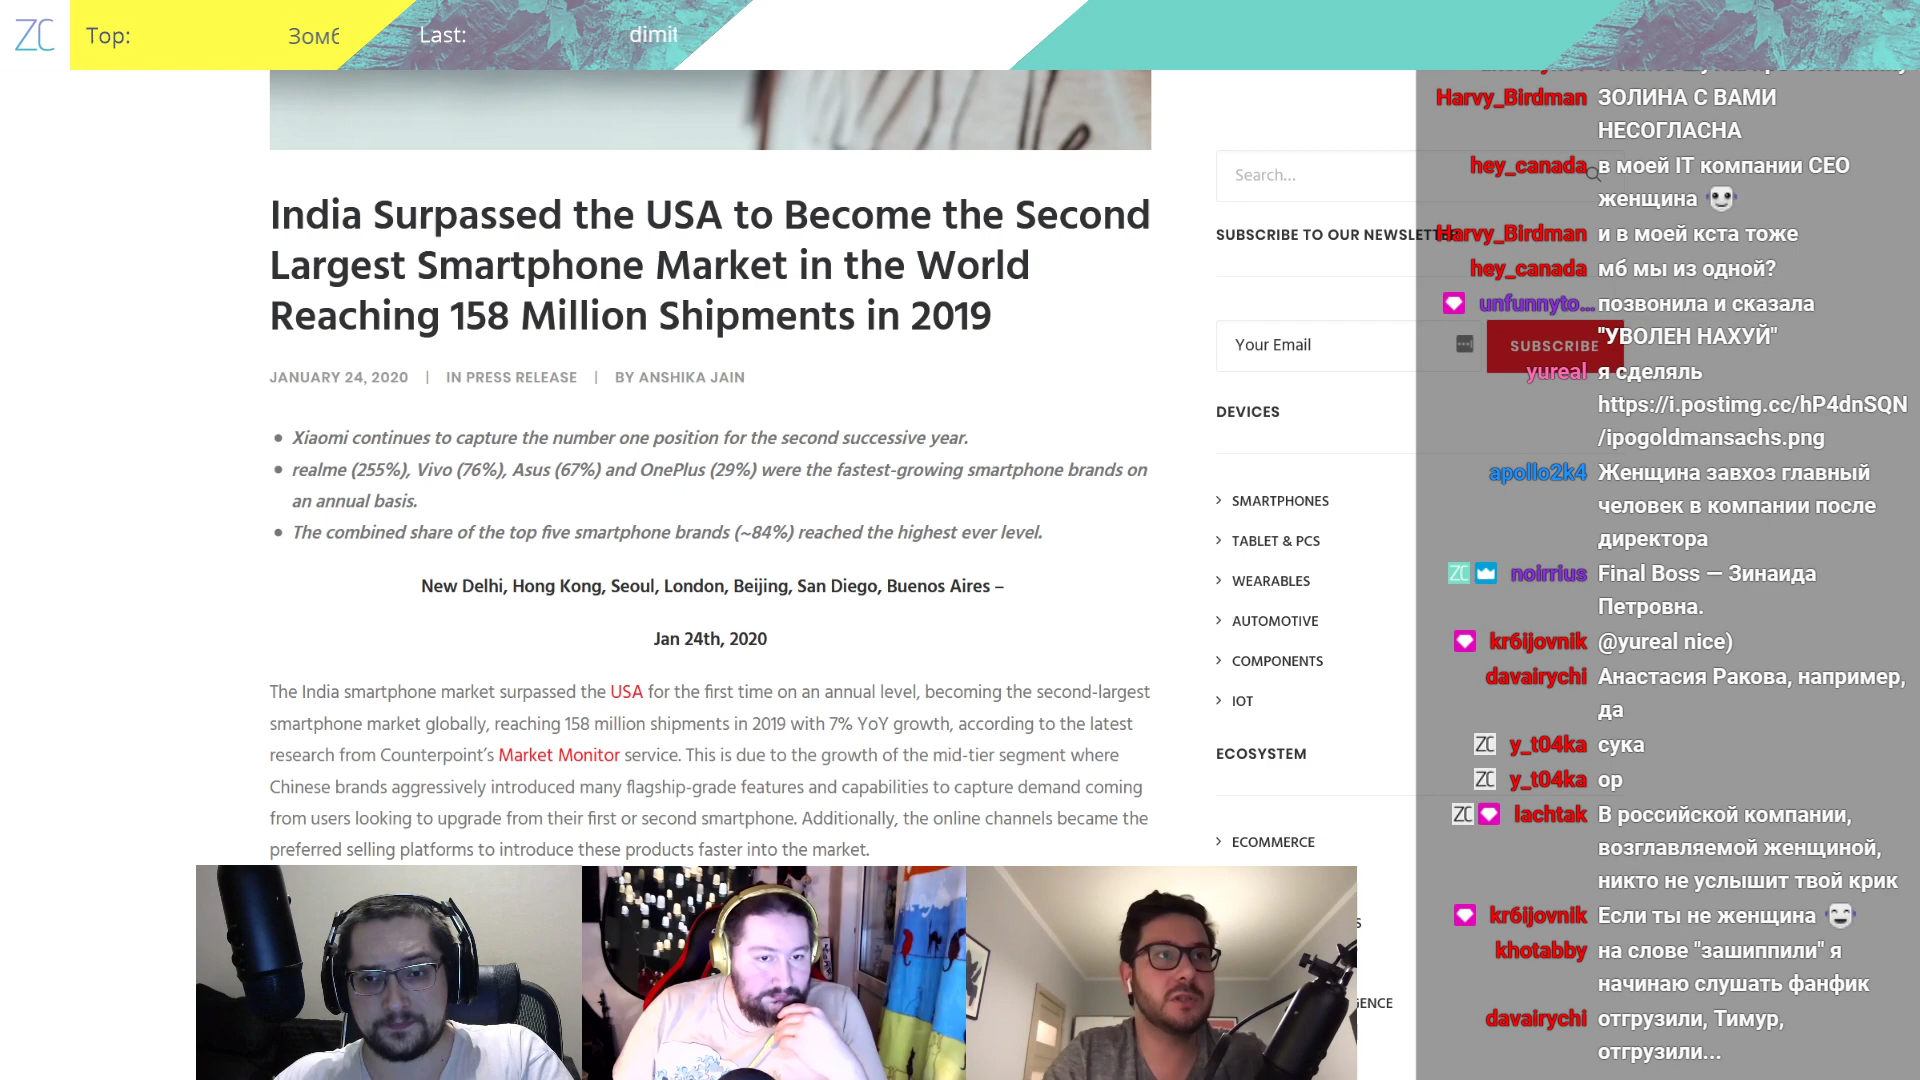 ZC
Top:
Зомб
Last:
dimit
India Surpassed the USA to Become the Second
Largest Smartphone Market in the World
Reaching 158 Million Shipments in 2019
JANUARY 24, 2020 | IN PRESS RELEASE | BY ANSHIKA JAIN
● Xiaomi continues to capture the number one position for the second successive year.
● realme (255%), Vivo (76%), Asus (67%) and OnePlus (29%) were the fastest-growing smartphone brands on
an annual basis.
● The combined share of the top five smartphone brands (~84%) reached the highest ever level.
New Delhi, Hong Kong, Seoul, London, Beijing, San Diego, Buenos Aires –
Jan 24th, 2020
The India smartphone market surpassed the USA for the first time on an annual level, becoming the second-largest
smartphone market globally, reaching 158 million shipments in 2019 with 7% YoY growth, according to the latest
research from Counterpoint’s Market Monitor service. This is due to the growth of the mid-tier segment where
Chinese brands aggressively introduced many flagship-grade features and capabilities to capture demand coming
from users looking to upgrade from their first or second smartphone. Additionally, the online channels became the
preferred selling platforms to introduce these products faster into the market.
Search...
SUBSCRIBE TO OUR NEWSLETTER
Your Email
SUBSCRIBE
DEVICES
SMARTPHONES
TABLET & PCS
WEARABLES
AUTOMOTIVE
COMPONENTS
IOT
ECOSYSTEM
ECOMMERCE
S
GENCE
Harvy_Birdman ЗОЛИНА С ВАМИ
НЕСОГЛАСНА
hey_canada в моей IT компании CEO
женщина
Harvy_Birdman и в моей кста тоже
hey_canada мб мы из одной?
unfunnyto... позвонила и сказала
"УВОЛЕН НАХУЙ"
yureal я сделяль
https://i.postimg.cc/hP4dnSQN
/ipogoldmansachs.png
apollo2k4 Женщина завхоз главный
человек в компании после
директора
ZC noirrius Final Boss — Зинаида
Петровна.
kr6ijovnik @yureal nice)
davairychi Анастасия Ракова, например,
да
ZC y_t04ka сука
ZC y_t04ka ор
ZC lachtak В российской компании,
возглавляемой женщиной,
никто не услышит твой крик
kr6ijovnik Если ты не женщина
khotabby на слове "зашиппили" я
начинаю слушать фанфик
davairychi отгрузили, Тимур,
отгрузили...